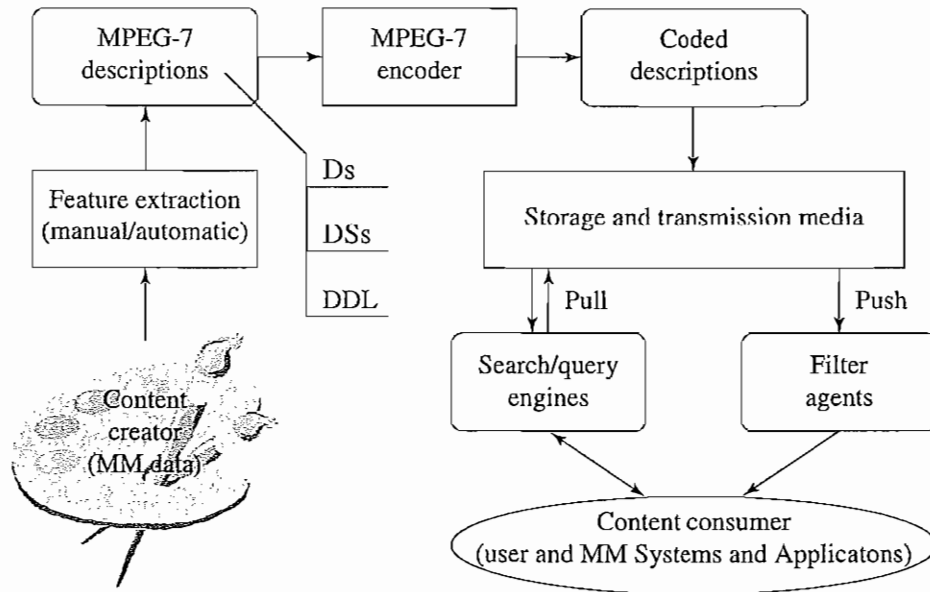 MPEG-7
descriptions
MPEG-7
encoder
Coded
descriptions
Ds
DSs
DDL
Feature extraction
(manual/automatic)
Content
creator
(MM data)
Storage and transmission media
Pull
Push
Search/query
engines
Filter
agents
Content consumer
(user and MM Systems and Applicatons)